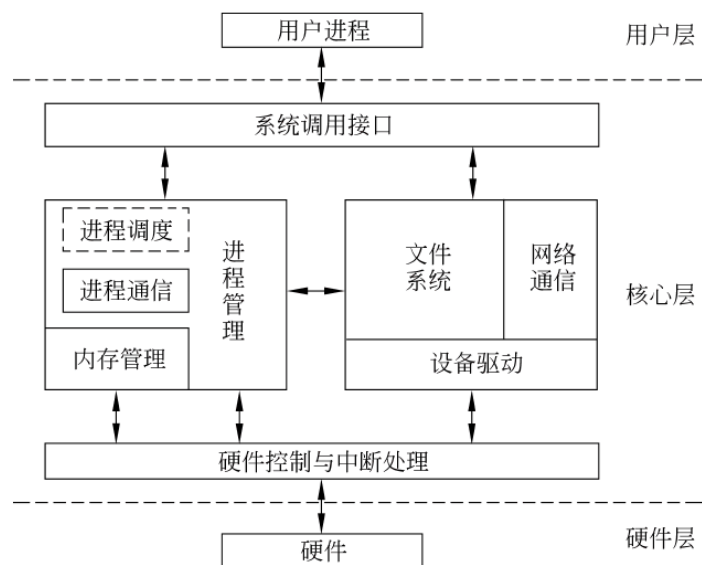 用户进程
用户层
系统调用接口
进程调度
进程通信
进程管理
内存管理
文件
系统
网络
通信
设备驱动
核心层
硬件控制与中断处理
硬件
硬件层